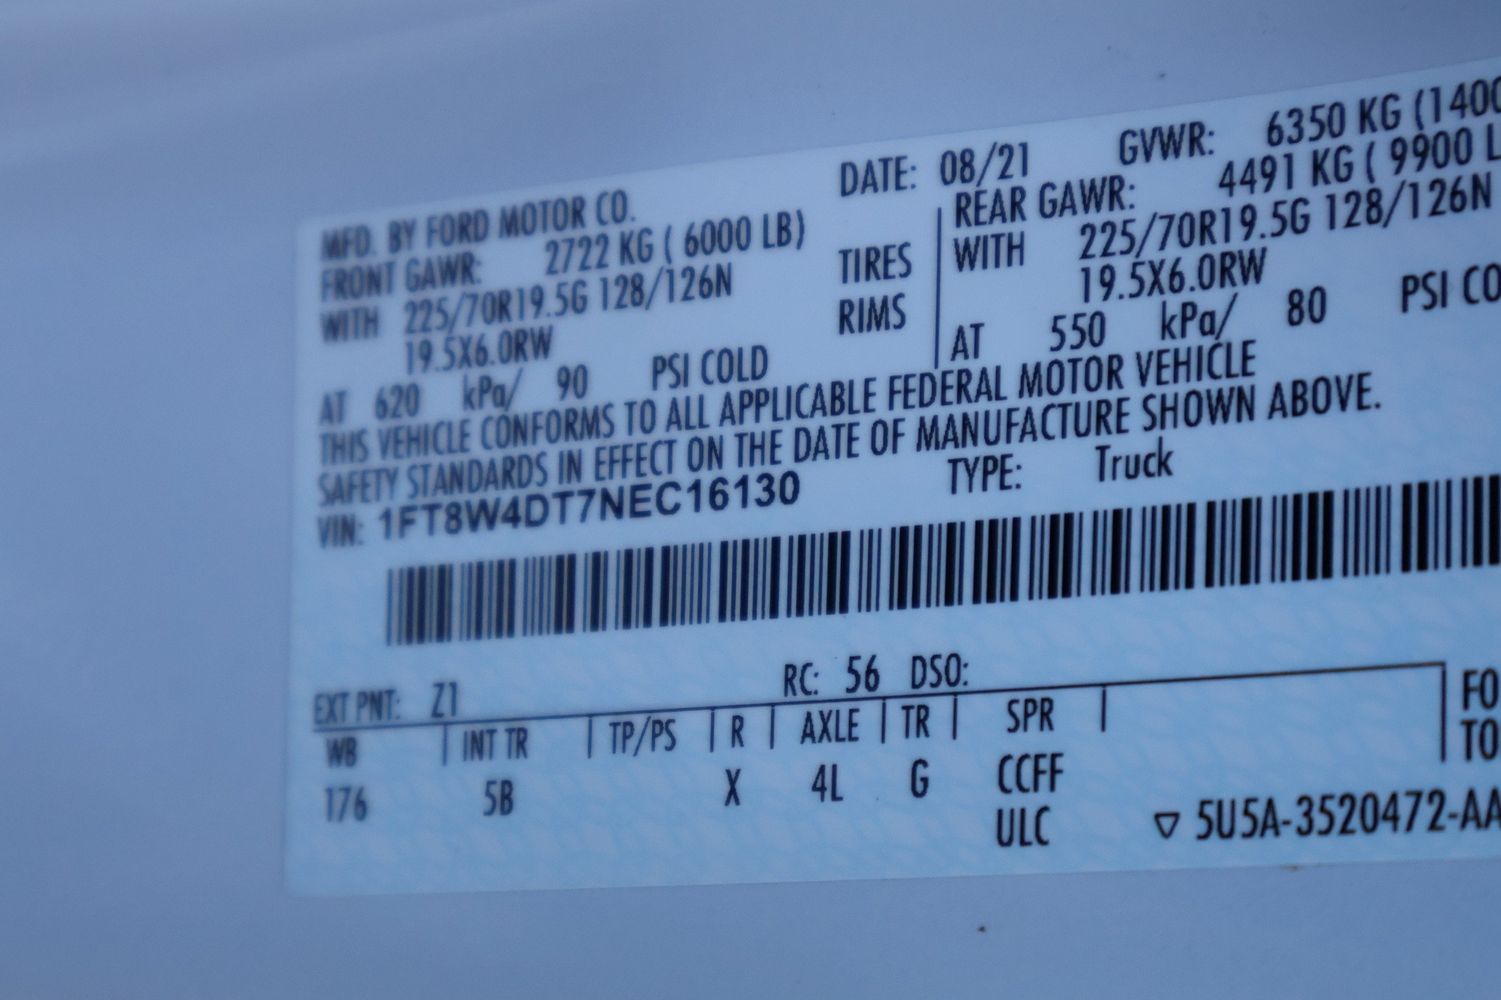 MFD. BY FORD MOTOR CO.
DATE: 08/21
GVWR: 6350 KG (1400
FRONT GAWR: 2722 KG ( 6000 LB)
WITH 225/70R19.5G 128/126N
TIRES
19.5X6.0RW
RIMS
AT 620 kPa/ 90 PSI COLD
REAR GAWR: 4491 KG ( 9900 L
WITH 225/70R19.5G 128/126N
19.5X6.0RW
AT 550 kPa/ 80 PSI CO
THIS VEHICLE CONFORMS TO ALL APPLICABLE FEDERAL MOTOR VEHICLE
SAFETY STANDARDS IN EFFECT ON THE DATE OF MANUFACTURE SHOWN ABOVE.
VIN: 1FT8W4DT7NEC16130
TYPE: Truck
EXT PNT: Z1 RC: 56 DSO:
WB INT TR TP/PS R AXLE TR SPR
176 5B X 4L G CCFF
ULC
FO
TO
▽ 5U5A-3520472-AA